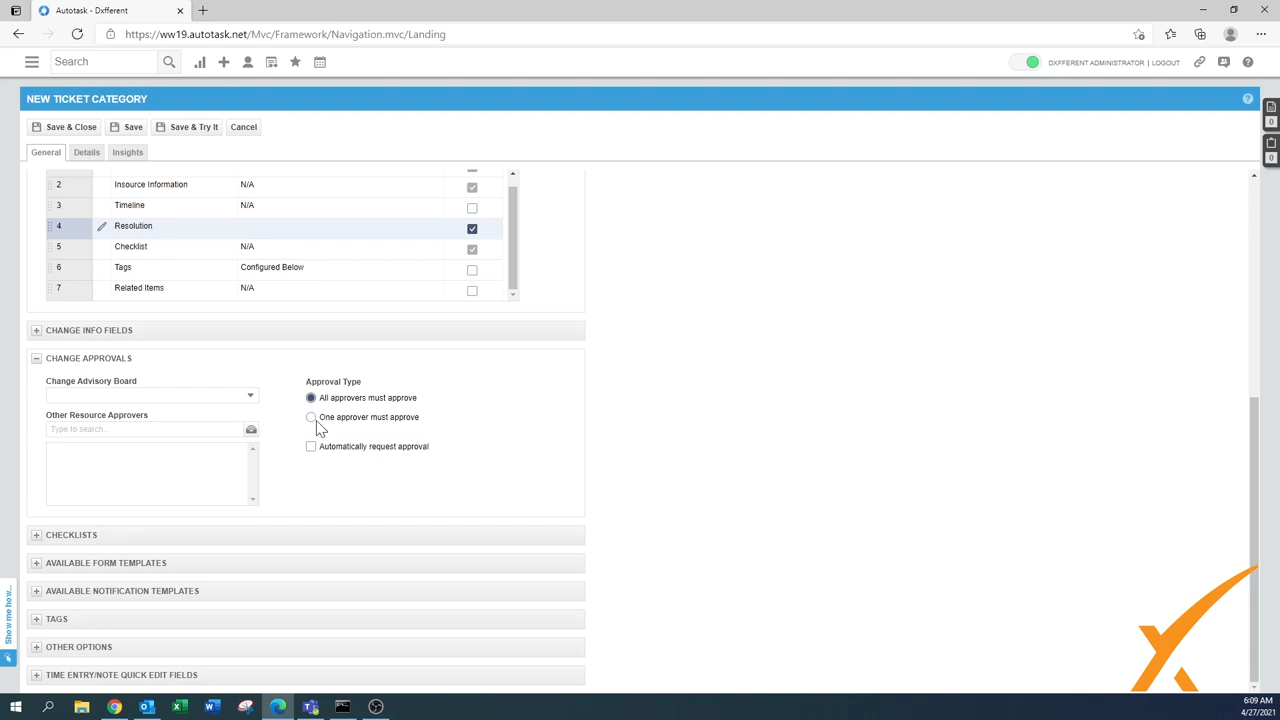 Autotask - Dxfferent
https://ww19.autotask.net/Mvc/Framework/Navigation.mvc/Landing
Search
DXFFERENT ADMINISTRATOR | LOGOUT
NEW TICKET CATEGORY
0
Save & Close Save Save & Try It Cancel
General Details Insights
0
2 Insource Information N/A
3 Timeline N/A
4 Resolution
5 Checklist N/A
6 Tags Configured Below
7 Related Items N/A
CHANGE INFO FIELDS
CHANGE APPROVALS
Change Advisory Board
Approval Type
All approvers must approve
Other Resource Approvers
One approver must approve
Type to search...
Automatically request approval
CHECKLISTS
AVAILABLE FORM TEMPLATES
AVAILABLE NOTIFICATION TEMPLATES
Show me how...
TAGS
OTHER OPTIONS
TIME ENTRY/NOTE QUICK EDIT FIELDS
6:09 AM
4/27/2021